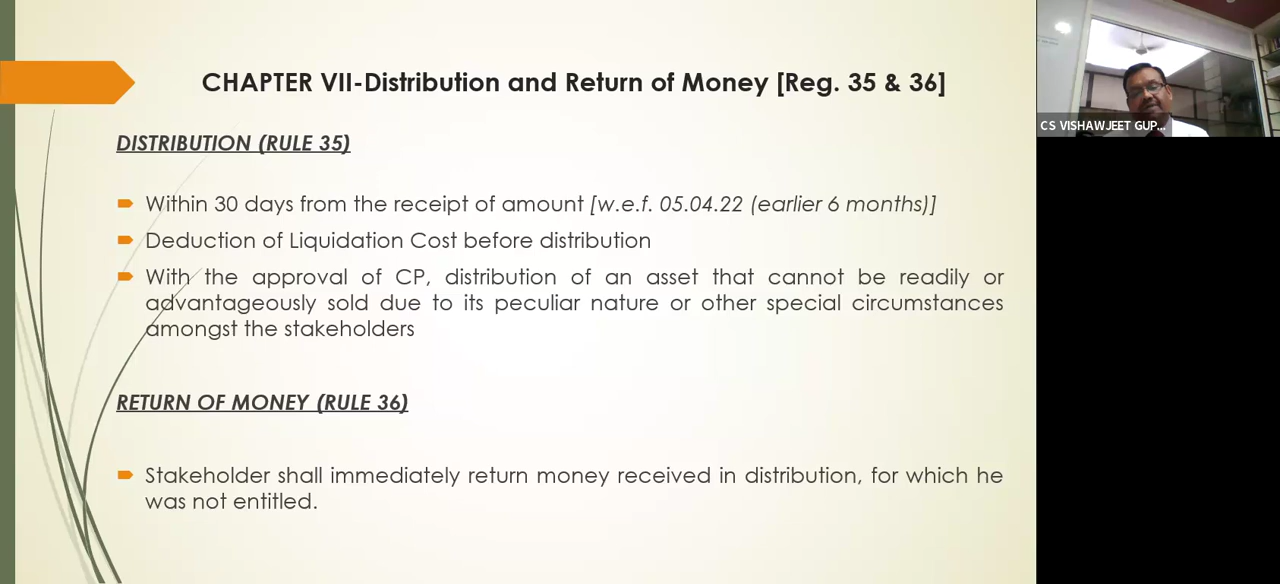 CHAPTER VII-Distribution and Return of Money [Reg. 35 & 36]
DISTRIBUTION (RULE 35)
Within 30 days from the receipt of amount [w.e.f. 05.04.22 (earlier 6 months)]
Deduction of Liquidation Cost before distribution
With the approval of CP, distribution of an asset that cannot be readily or
advantageously sold due to its peculiar nature or other special circumstances
amongst the stakeholders
RETURN OF MONEY (RULE 36)
Stakeholder shall immediately return money received in distribution, for which he
was not entitled.
CS VISHAWJEET GUP...